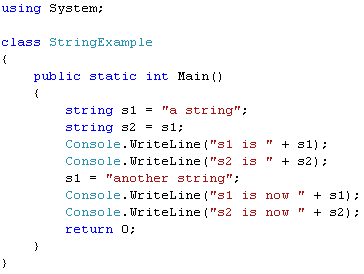 using System;
class StringExample
{
    public static int Main()
    {
        string s1 = "a string";
        string s2 = s1;
        Console.WriteLine("s1 is " + s1);
        Console.WriteLine("s2 is " + s2);
        s1 = "another string";
        Console.WriteLine("s1 is now " + s1);
        Console.WriteLine("s2 is now " + s2);
        return 0;
    }
}